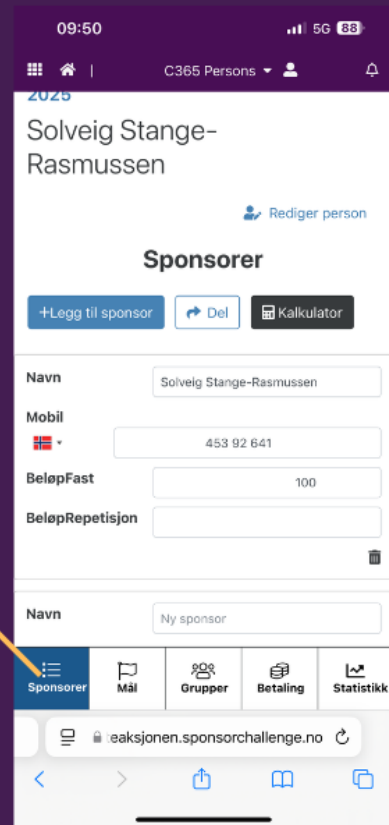 09:50 5G 88
| C365 Persons
2025
Solveig Stange-
Rasmussen
Rediger person
Sponsorer
+Legg til sponsor Del Kalkulator
Navn Solveig Stange-Rasmussen
Mobil
453 92 641
BeløpFast 100
BeløpRepetisjon
Navn Ny sponsor
Sponsorer Mål Grupper Betaling Statistikk
eaksjonen.sponsorchallenge.no